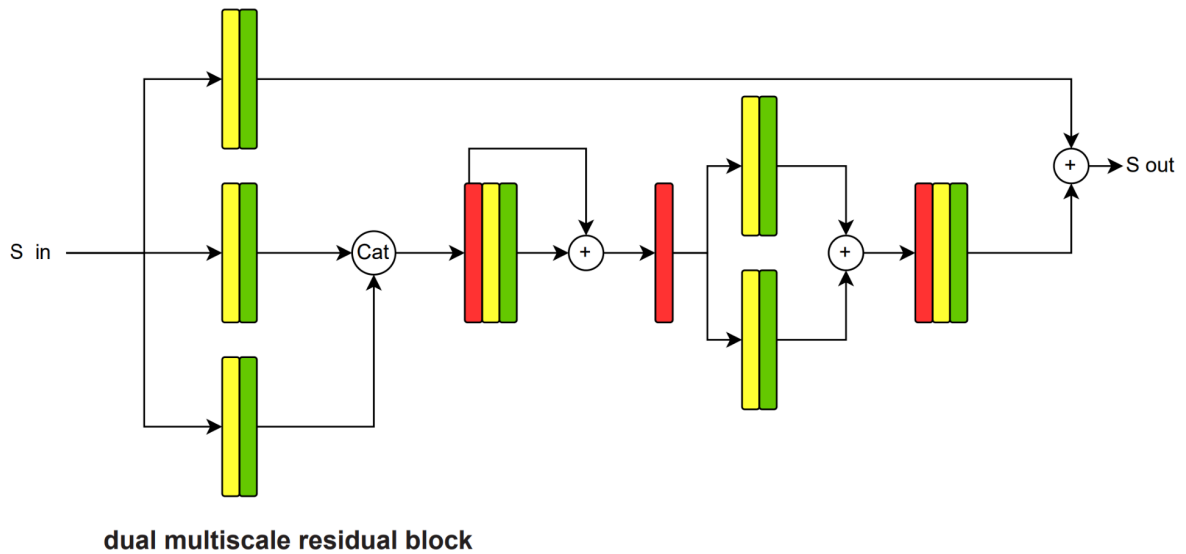 +
S out
S in
Cat
+
+
dual multiscale residual block